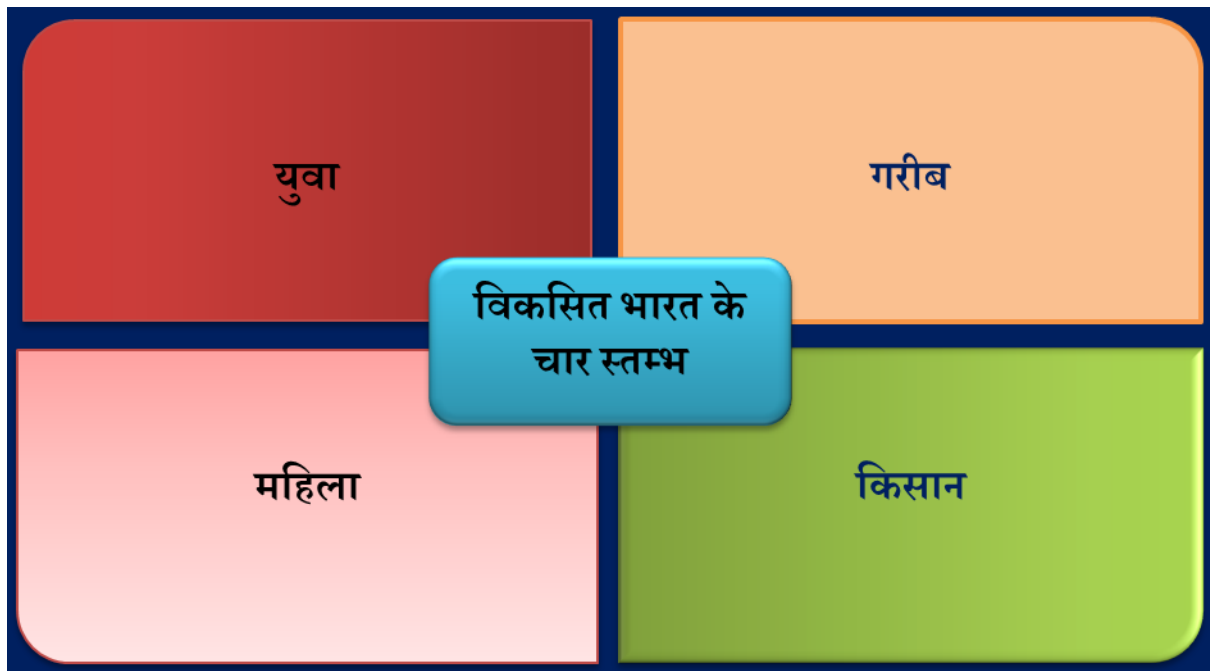 युवा
गरीब
विकसित भारत के
चार स्तम्भ
महिला
किसान